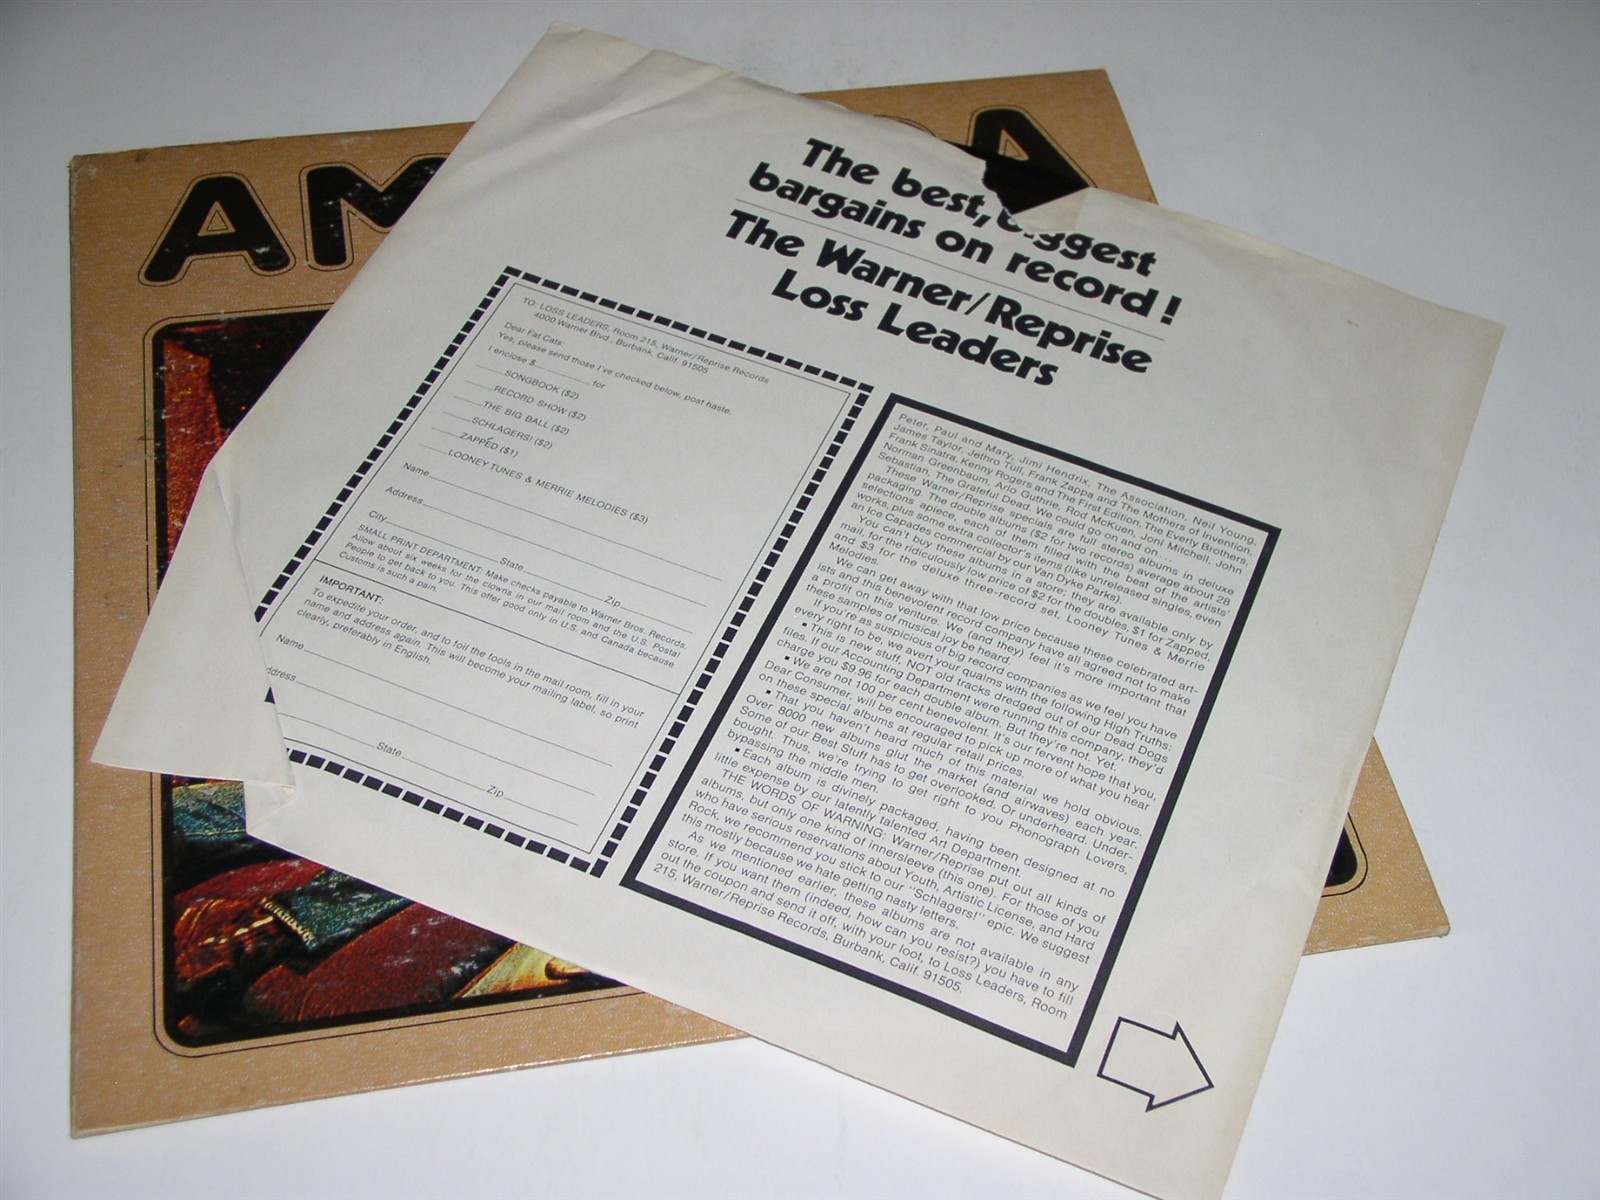 AM
A
The best, biggest
bargains on record!
The Warner/Reprise
Loss Leaders
TO: LOSS LEADERS, Room 215, Warner/Reprise Records
4000 Warner Blvd., Burbank, Calif. 91505
Dear Fat Cats:
Yes, please send those I've checked below, post haste.
I enclose $ for
SONGBOOK ($2)
RECORD SHOW ($2)
THE BIG BALL ($2)
SCHLAGERS! ($2)
ZAPPED ($1)
LOONEY TUNES & MERRIE MELODIES ($3)
Name
Address
City State Zip
SMALL PRINT DEPARTMENT: Make checks payable to Warner Bros. Records.
Allow about six weeks for the clowns in our mail room and the U.S. Postal
People to get back to you. This offer good only in U.S. and Canada because
Customs is such a pain.
IMPORTANT:
To expedite your order, and to foil the fools in the mail room, fill in your
name and address again. This will become your mailing label, so print
clearly, preferably in English.
Name
ddress
State Zip
Peter, Paul and Mary, Jimi Hendrix, The Association, Neil Young,
James Taylor, Jethro Tull, Frank Zappa and The Mothers of Invention,
Frank Sinatra, Kenny Rogers and The First Edition, The Everly Brothers,
Norman Greenbaum, Arlo Guthrie, Rod McKuen, Joni Mitchell, John
Sebastian, The Grateful Dead. We could go on and on...
These Warner/Reprise specials are full stereo albums in deluxe
packaging. The double albums ($2 for two records) average about 28
selections apiece, each of them filled with the best of the artists'
works, plus some extra collector's items (like unreleased singles, even
an Ice Capades commercial by our Van Dyke Parks).
You can't buy these albums in a store: they are available only by
mail, for the ridiculously low price of $2 for the doubles, $1 for Zapped,
and $3 for the deluxe three-record set, Looney Tunes & Merrie
Melodies.
We can get away with that low price because these celebrated art-
ists and this benevolent record company have all agreed not to make
a profit on this venture. We (and they) feel it's more important that
these samples of musical joy be heard.
If you're as suspicious of big record companies as we feel you have
every right to be, we avert your qualms with the following High Truths:
• This is new stuff, NOT old tracks dredged out of our Dead Dogs
files. If our Accounting Department were running this company, they'd
charge you $9.96 for each double album. But they're not. Yet.
• We are not 100 per cent benevolent. It's our fervent hope that you,
Dear Consumer, will be encouraged to pick up more of what you hear
on these special albums at regular retail prices.
• That you haven't heard much of this material we hold obvious.
Over 8000 new albums glut the market (and airwaves) each year.
Some of our Best Stuff has to get overlooked. Or underheard. Under-
bought. Thus, we're trying to get right to you Phonograph Lovers,
bypassing the middle men.
• Each album is divinely packaged, having been designed at no
little expense by our latently talented Art Department.
THE WORDS OF WARNING: Warner/Reprise put out all kinds of
albums, but only one kind of innersleeve (this one). For those of you
who have serious reservations about Youth, Artistic License, and Hard
Rock, we recommend you stick to our "Schlagers!" epic. We suggest
this mostly because we hate getting nasty letters.
As we mentioned earlier, these albums are not available in any
store. If you want them (indeed, how can you resist?) you have to fill
out the coupon and send it off, with your loot, to Loss Leaders, Room
215, Warner/Reprise Records, Burbank, Calif. 91505.